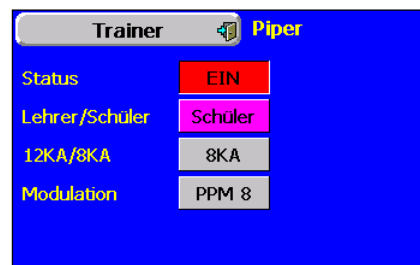 Trainer Piper
Status EIN
Lehrer/Schüler Schüler
12KA/8KA 8KA
Modulation PPM 8